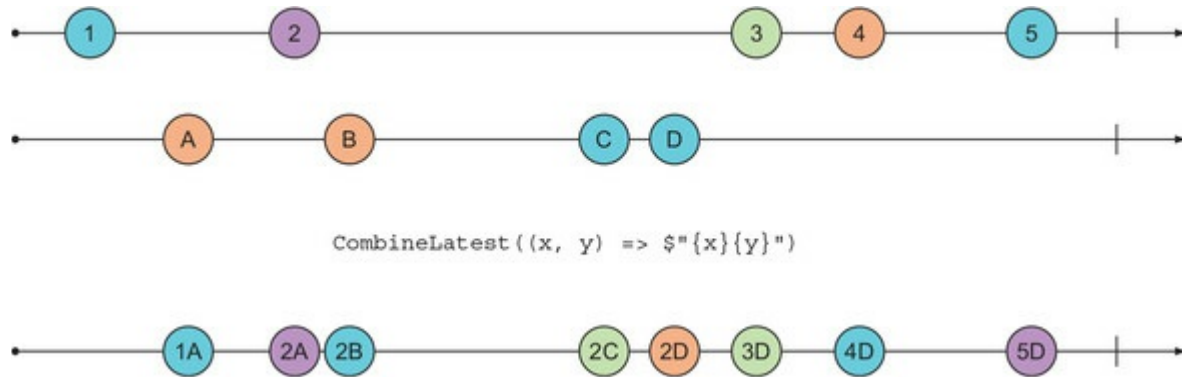 1 2 3 4 5
A B C D
CombineLatest((x, y) => $"{x}{y}")
1A 2A 2B 2C 2D 3D 4D 5D